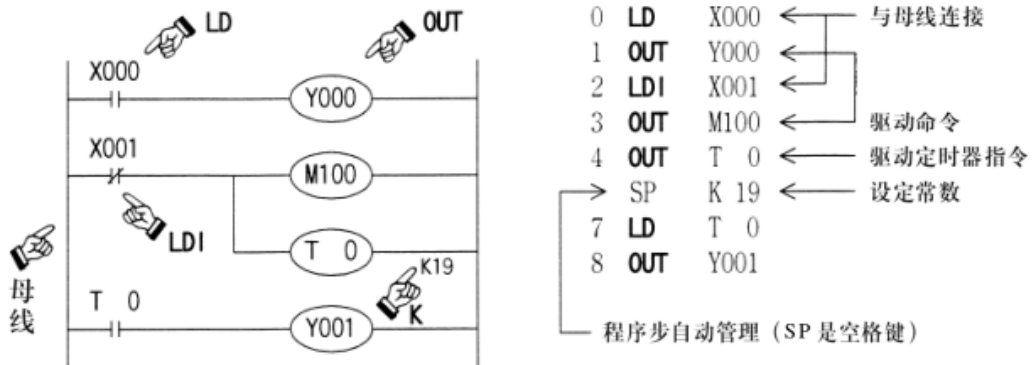 LD
OUT
X000
Y000
X001
M100
LDI
T 0
K19
K
母线
T 0
Y001
0 LD X000 与母线连接
1 OUT Y000
2 LDI X001
3 OUT M100 驱动命令
4 OUT T 0 驱动定时器指令
SP K 19 设定常数
7 LD T 0
8 OUT Y001
程序步自动管理（SP 是空格键）